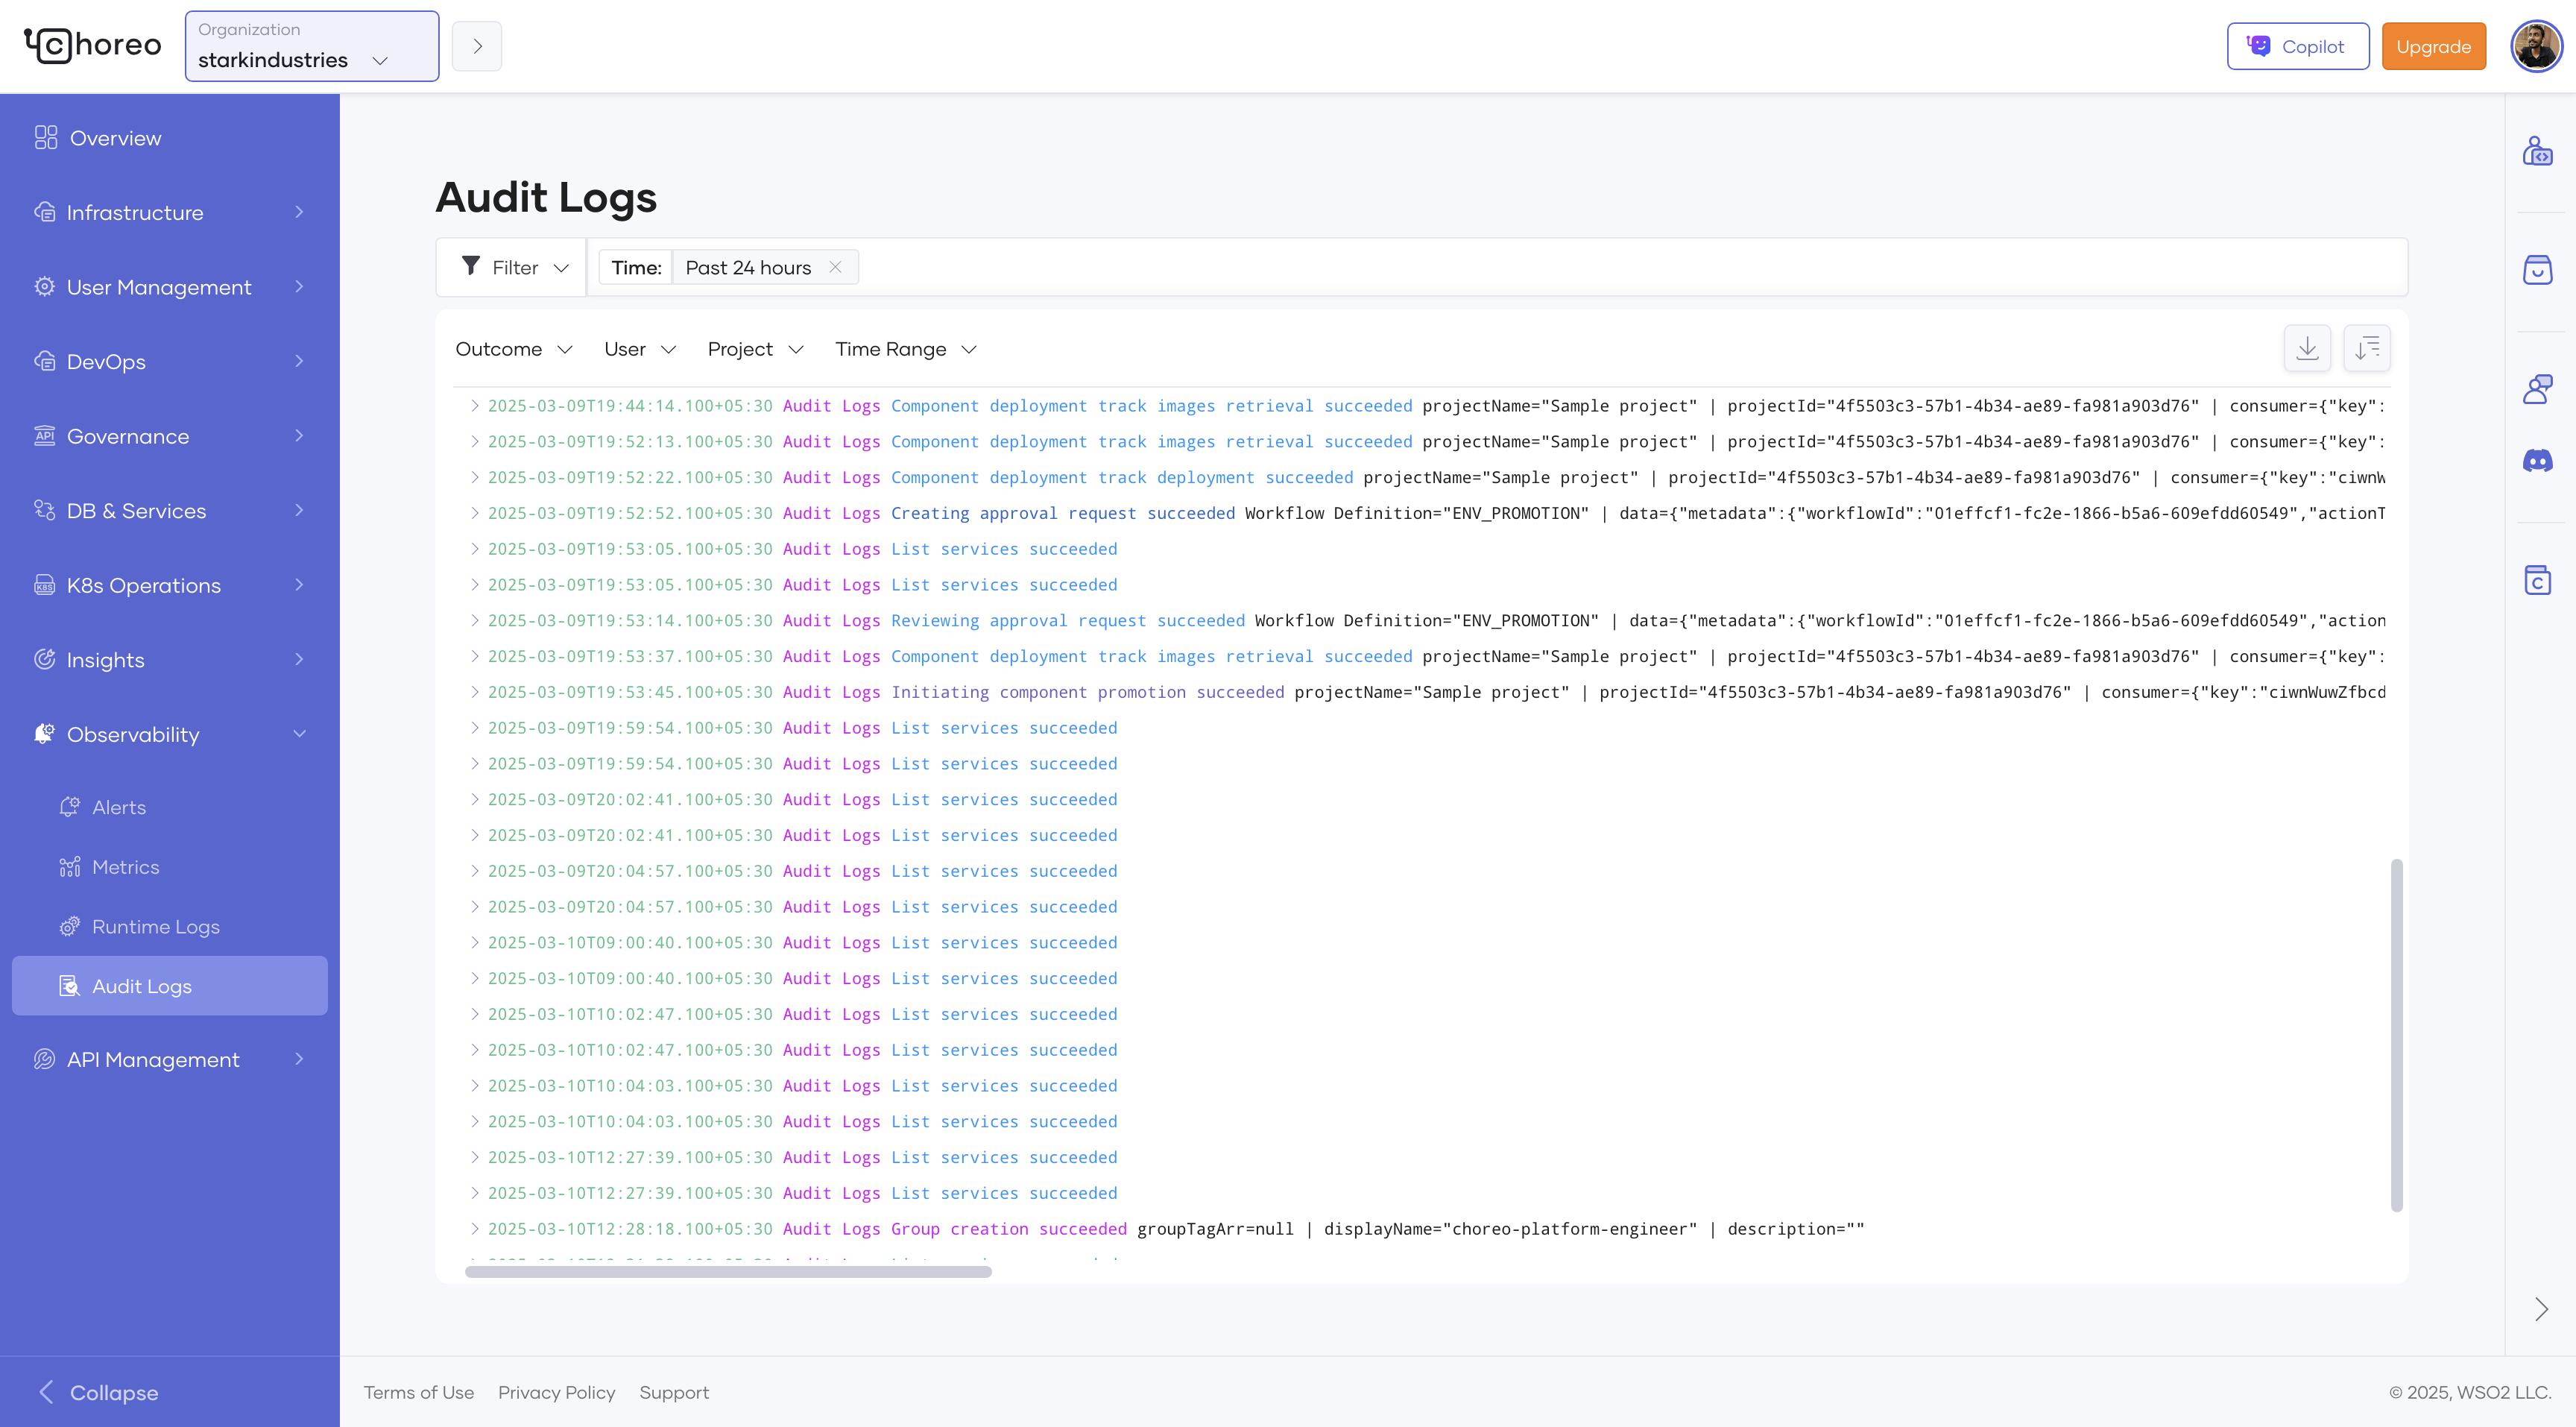 choreo
Organization
starkindustries
Copilot
Upgrade
Overview
Infrastructure
User Management
DevOps
Governance
DB & Services
K8s Operations
Insights
Observability
Alerts
Metrics
Runtime Logs
Audit Logs
API Management
Collapse
Audit Logs
Filter
Time: Past 24 hours
Outcome User Project Time Range
2025-03-09T19:44:14.100+05:30 Audit Logs Component deployment track images retrieval succeeded projectName="Sample project" | projectId="4f5503c3-57b1-4b34-ae89-fa981a903d76" | consumer={"key":
2025-03-09T19:52:13.100+05:30 Audit Logs Component deployment track images retrieval succeeded projectName="Sample project" | projectId="4f5503c3-57b1-4b34-ae89-fa981a903d76" | consumer={"key":
2025-03-09T19:52:22.100+05:30 Audit Logs Component deployment track deployment succeeded projectName="Sample project" | projectId="4f5503c3-57b1-4b34-ae89-fa981a903d76" | consumer={"key":"ciwnW
2025-03-09T19:52:52.100+05:30 Audit Logs Creating approval request succeeded Workflow Definition="ENV_PROMOTION" | data={"metadata":{"workflowId":"01effcf1-fc2e-1866-b5a6-609efdd60549","actionT
2025-03-09T19:53:05.100+05:30 Audit Logs List services succeeded
2025-03-09T19:53:05.100+05:30 Audit Logs List services succeeded
2025-03-09T19:53:14.100+05:30 Audit Logs Reviewing approval request succeeded Workflow Definition="ENV_PROMOTION" | data={"metadata":{"workflowId":"01effcf1-fc2e-1866-b5a6-609efdd60549","action
2025-03-09T19:53:37.100+05:30 Audit Logs Component deployment track images retrieval succeeded projectName="Sample project" | projectId="4f5503c3-57b1-4b34-ae89-fa981a903d76" | consumer={"key":
2025-03-09T19:53:45.100+05:30 Audit Logs Initiating component promotion succeeded projectName="Sample project" | projectId="4f5503c3-57b1-4b34-ae89-fa981a903d76" | consumer={"key":"ciwnWuwZfbcd
2025-03-09T19:59:54.100+05:30 Audit Logs List services succeeded
2025-03-09T19:59:54.100+05:30 Audit Logs List services succeeded
2025-03-09T20:02:41.100+05:30 Audit Logs List services succeeded
2025-03-09T20:02:41.100+05:30 Audit Logs List services succeeded
2025-03-09T20:04:57.100+05:30 Audit Logs List services succeeded
2025-03-09T20:04:57.100+05:30 Audit Logs List services succeeded
2025-03-10T09:00:40.100+05:30 Audit Logs List services succeeded
2025-03-10T09:00:40.100+05:30 Audit Logs List services succeeded
2025-03-10T10:02:47.100+05:30 Audit Logs List services succeeded
2025-03-10T10:02:47.100+05:30 Audit Logs List services succeeded
2025-03-10T10:04:03.100+05:30 Audit Logs List services succeeded
2025-03-10T10:04:03.100+05:30 Audit Logs List services succeeded
2025-03-10T12:27:39.100+05:30 Audit Logs List services succeeded
2025-03-10T12:27:39.100+05:30 Audit Logs List services succeeded
2025-03-10T12:28:18.100+05:30 Audit Logs Group creation succeeded groupTagArr=null | displayName="choreo-platform-engineer" | description=""
Terms of Use Privacy Policy Support
© 2025, WSO2 LLC.